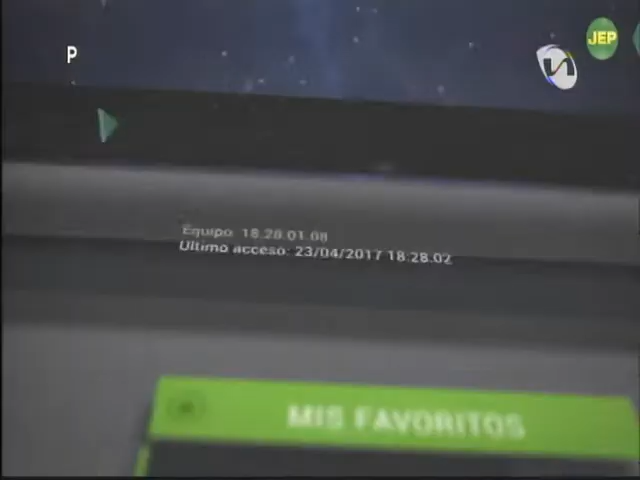 P
JEP
Equipo: 18.28.01.08
Ultimo acceso: 23/04/2017 18.28.02
MIS FAVORITOS